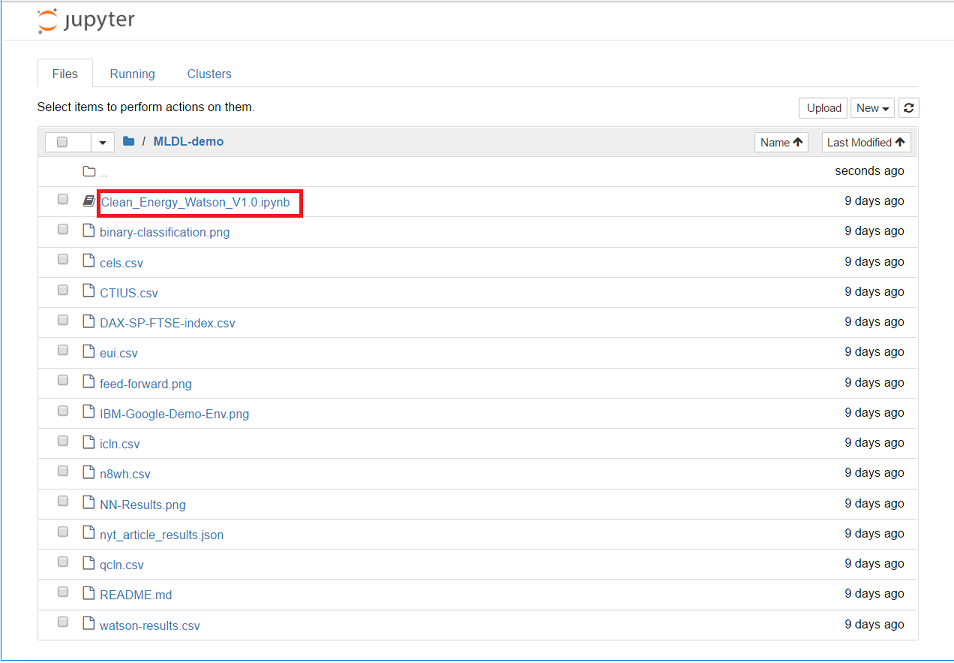 jupyter
Files Running Clusters
Select items to perform actions on them. Upload New
/ MLDL-demo Name Last Modified
.. seconds ago
Clean_Energy_Watson_V1.0.ipynb 9 days ago
binary-classification.png 9 days ago
cels.csv 9 days ago
CTIUS.csv 9 days ago
DAX-SP-FTSE-index.csv 9 days ago
eui.csv 9 days ago
feed-forward.png 9 days ago
IBM-Google-Demo-Env.png 9 days ago
icln.csv 9 days ago
n8wh.csv 9 days ago
NN-Results.png 9 days ago
nyt_article_results.json 9 days ago
qcln.csv 9 days ago
README.md 9 days ago
watson-results.csv 9 days ago